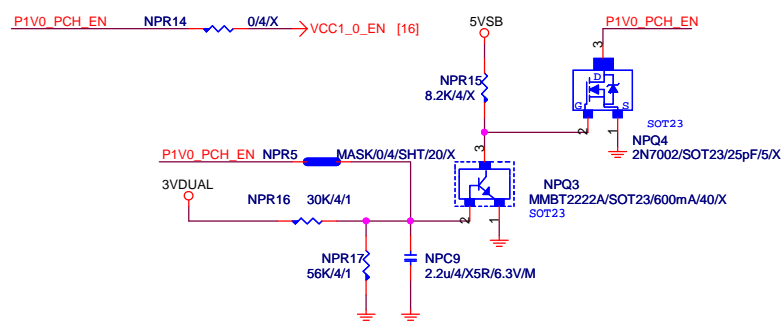 P1V0_PCH_EN NPR14 0/4/X VCC1_0_EN [16]
5VSB
P1V0_PCH_EN
3
D
G S
NPR15
8.2K/4/X
SOT23
2 1
NPQ4
2N7002/SOT23/25pF/5/X
P1V0_PCH_EN NPR5 MASK/0/4/SHT/20/X
3
3VDUAL
NPQ3
MMBT2222A/SOT23/600mA/40/X
SOT23
NPR16 30K/4/1
2 1
NPR17
56K/4/1
NPC9
2.2u/4/X5R/6.3V/M